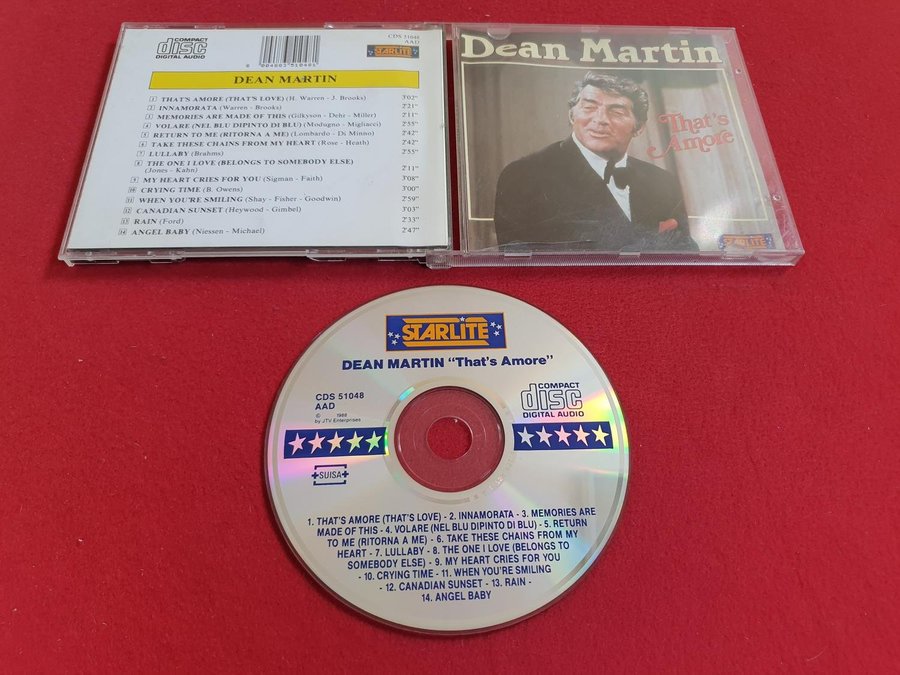 COMPACT
disc
DIGITAL AUDIO
CDS 51048
AAD
STARLITE
DEAN MARTIN
1 THAT'S AMORE (THAT'S LOVE) (H. Warren - J. Brooks) 3'02"
2 INNAMORATA (Warren - Brooks) 2'21"
3 MEMORIES ARE MADE OF THIS (Gilkyson - Dehr - Miller) 2'11"
4 VOLARE (NEL BLU DIPINTO DI BLU) (Modugno - Migliacci) 2'55"
5 RETURN TO ME (RITORNA A ME) (Lombardo - Di Minno) 2'42"
6 TAKE THESE CHAINS FROM MY HEART (Rose - Heath) 2'42"
7 LULLABY (Brahms) 2'55"
8 THE ONE I LOVE (BELONGS TO SOMEBODY ELSE)
(Jones - Kahn) 2'11"
9 MY HEART CRIES FOR YOU (Sigman - Faith) 3'08"
10 CRYING TIME (B. Owens) 3'00"
11 WHEN YOU'RE SMILING (Shay - Fisher - Goodwin) 2'59"
12 CANADIAN SUNSET (Heywood - Gimbel) 3'03"
13 RAIN (Ford) 2'33"
14 ANGEL BABY (Niessen - Michael) 2'47"
Dean Martin
That's
Amore
STARLITE
STARLITE
DEAN MARTIN "That's Amore"
CDS 51048
AAD
© 1988
by JTV Enterprises
COMPACT
disc
DIGITAL AUDIO
SUISA
1. THAT'S AMORE (THAT'S LOVE) - 2. INNAMORATA - 3. MEMORIES ARE
MADE OF THIS - 4. VOLARE (NEL BLU DIPINTO DI BLU) - 5. RETURN
TO ME (RITORNA A ME) - 6. TAKE THESE CHAINS FROM MY
HEART - 7. LULLABY - 8. THE ONE I LOVE (BELONGS TO
SOMEBODY ELSE) - 9. MY HEART CRIES FOR YOU
- 10. CRYING TIME - 11. WHEN YOU'RE SMILING
- 12. CANADIAN SUNSET - 13. RAIN -
14. ANGEL BABY